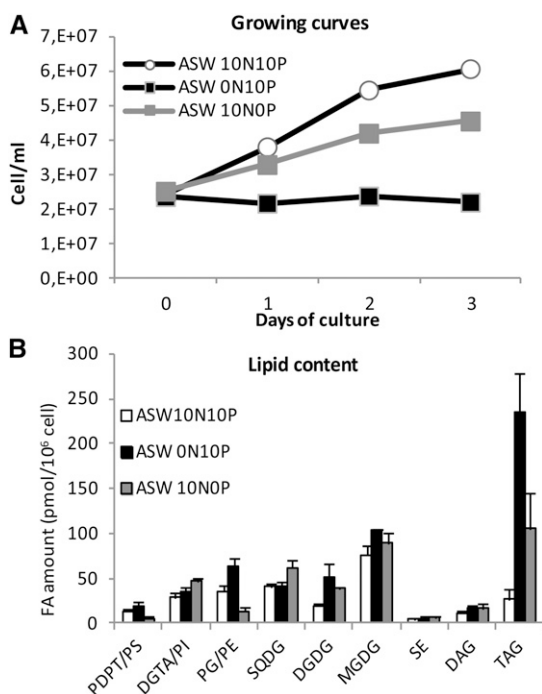 A
Growing curves
7,E+07
6,E+07
5,E+07
4,E+07
3,E+07
2,E+07
1,E+07
0,E+00
Cell/ml
ASW 10N10P
ASW 0N10P
ASW 10N0P
0 1 2 3
Days of culture
B
Lipid content
300
250
200
150
100
50
0
FA amount (pmol/10⁶ cell)
ASW10N10P
ASW 0N10P
ASW 10N0P
PDPT/PS
DGTA/PI
PG/PE
SQDG
DGDG
MGDG
SE
DAG
TAG